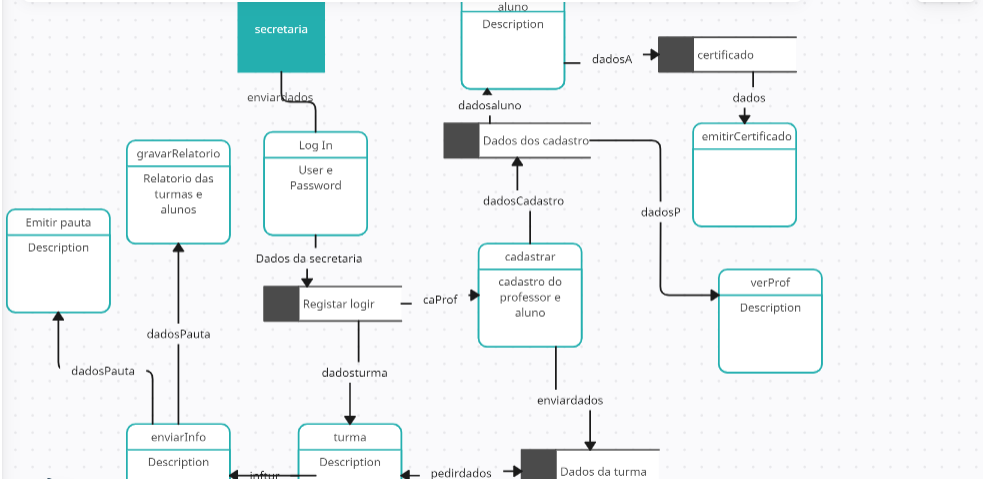 aluno
Description
secretaria
dadosA
certificado
enviardados
dados
dadosaluno
Dados dos cadastro
emitirCertificado
Log In
User e
Password
gravarRelatorio
Relatorio das
turmas e
alunos
dadosCadastro
dadosP
Emitir pauta
Description
Dados da secretaria
cadastrar
cadastro do
professor e
aluno
verProf
Description
Registar logir
caProf
dadosPauta
dadosPauta
dadosturma
enviardados
enviarInfo
Description
turma
Description
inftur
pedirdados
Dados da turma